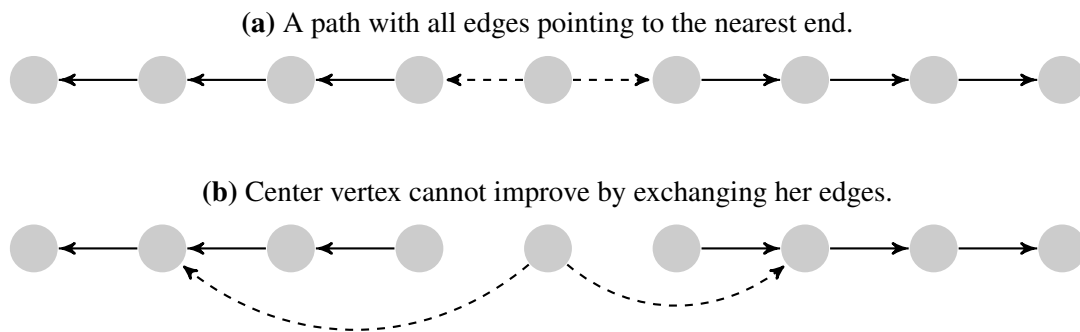 (a) A path with all edges pointing to the nearest end.
(b) Center vertex cannot improve by exchanging her edges.